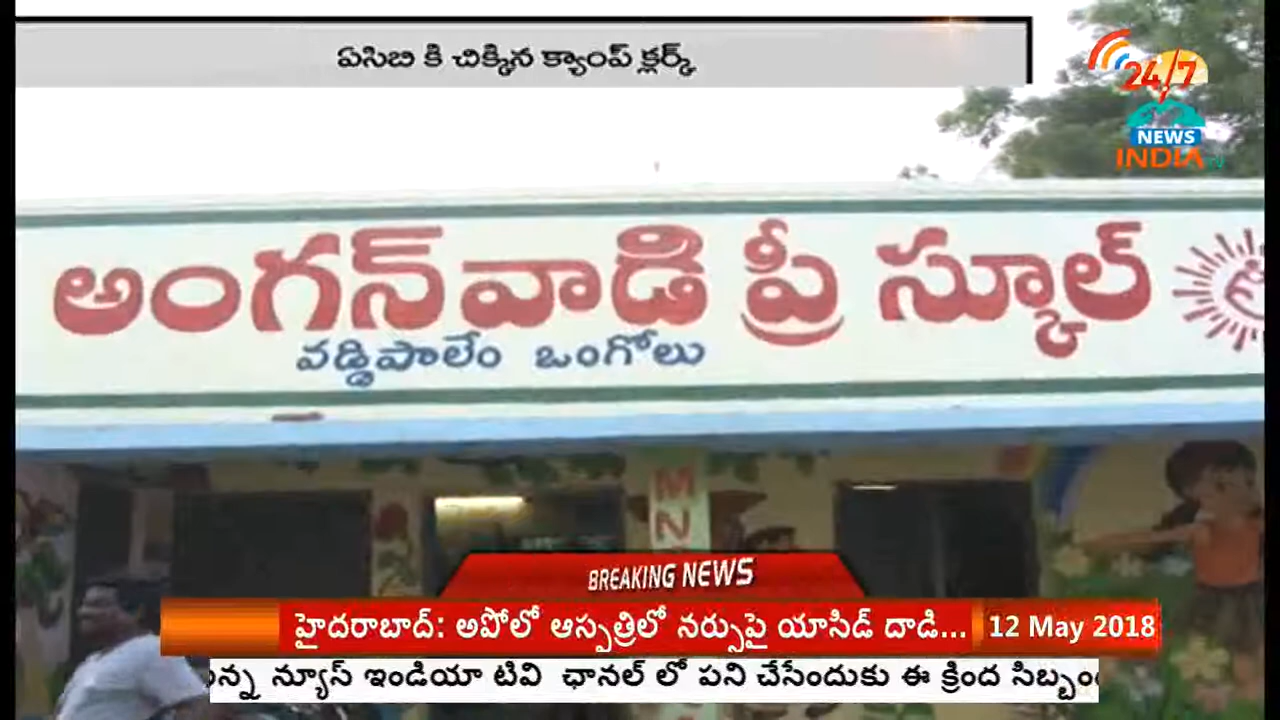 ఏసిబి కి చిక్కిన క్యాంప్ క్లర్క్
24/7
NEWS
INDIA
అంగన్‌వాడి ప్రీ స్కూల్
వడ్డిపాలెం ఒంగోలు
M
N
BREAKING NEWS
హైదరాబాద్: అపోలో ఆస్పత్రిలో నర్సుపై యాసిడ్ దాడి... 12 May 2018
న్యూస్ ఇండియా టివి ఛానల్ లో పని చేసేందుకు ఈ క్రింద